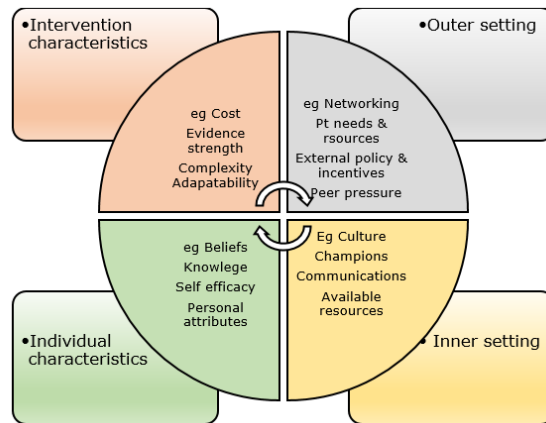 •Intervention
characteristics
•Outer setting
eg Cost
Evidence
strength
Complexity
Adapatability
eg Networking
Pt needs &
rsources
External policy &
incentives
Peer pressure
eg Beliefs
Knowlege
Self efficacy
Personal
attributes
Eg Culture
Champions
Communications
Available
resources
•Individual
characteristics
• Inner setting